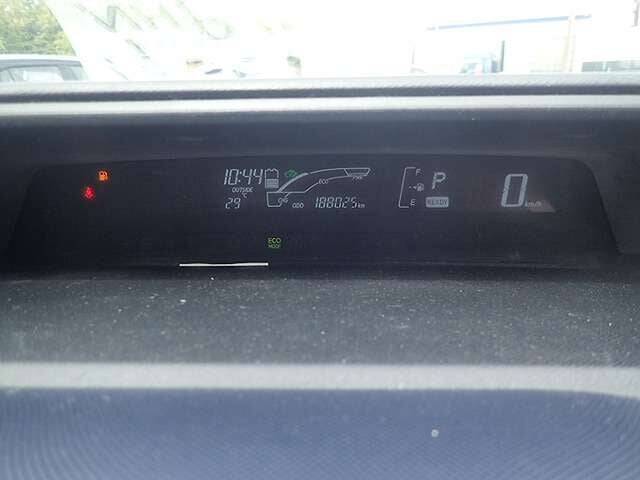 10:44
OUTSIDE
29 °C
CHG
ECO
PWR
ODO 188025 km
F
E
P
READY
0 km/h
ECO
MODE